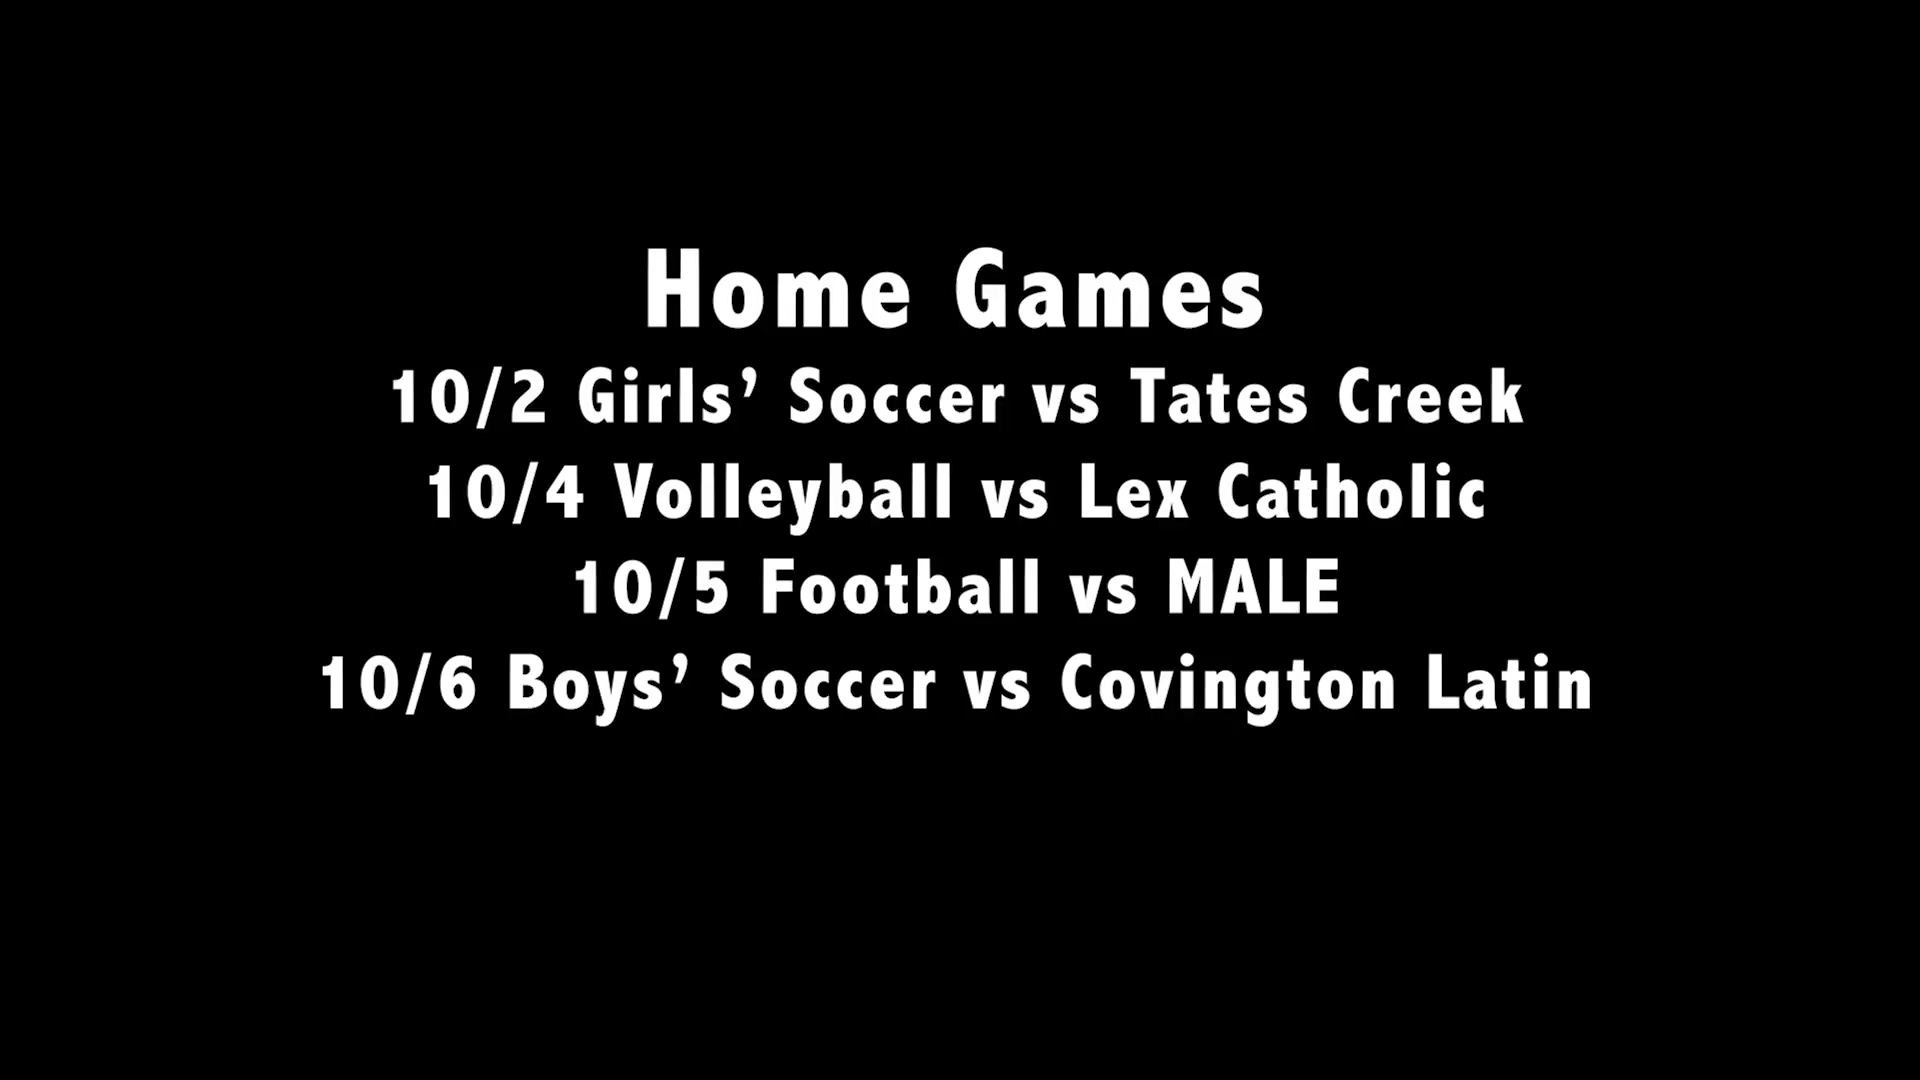 Home Games
10/2 Girls’ Soccer vs Tates Creek
10/4 Volleyball vs Lex Catholic
10/5 Football vs MALE
10/6 Boys’ Soccer vs Covington Latin